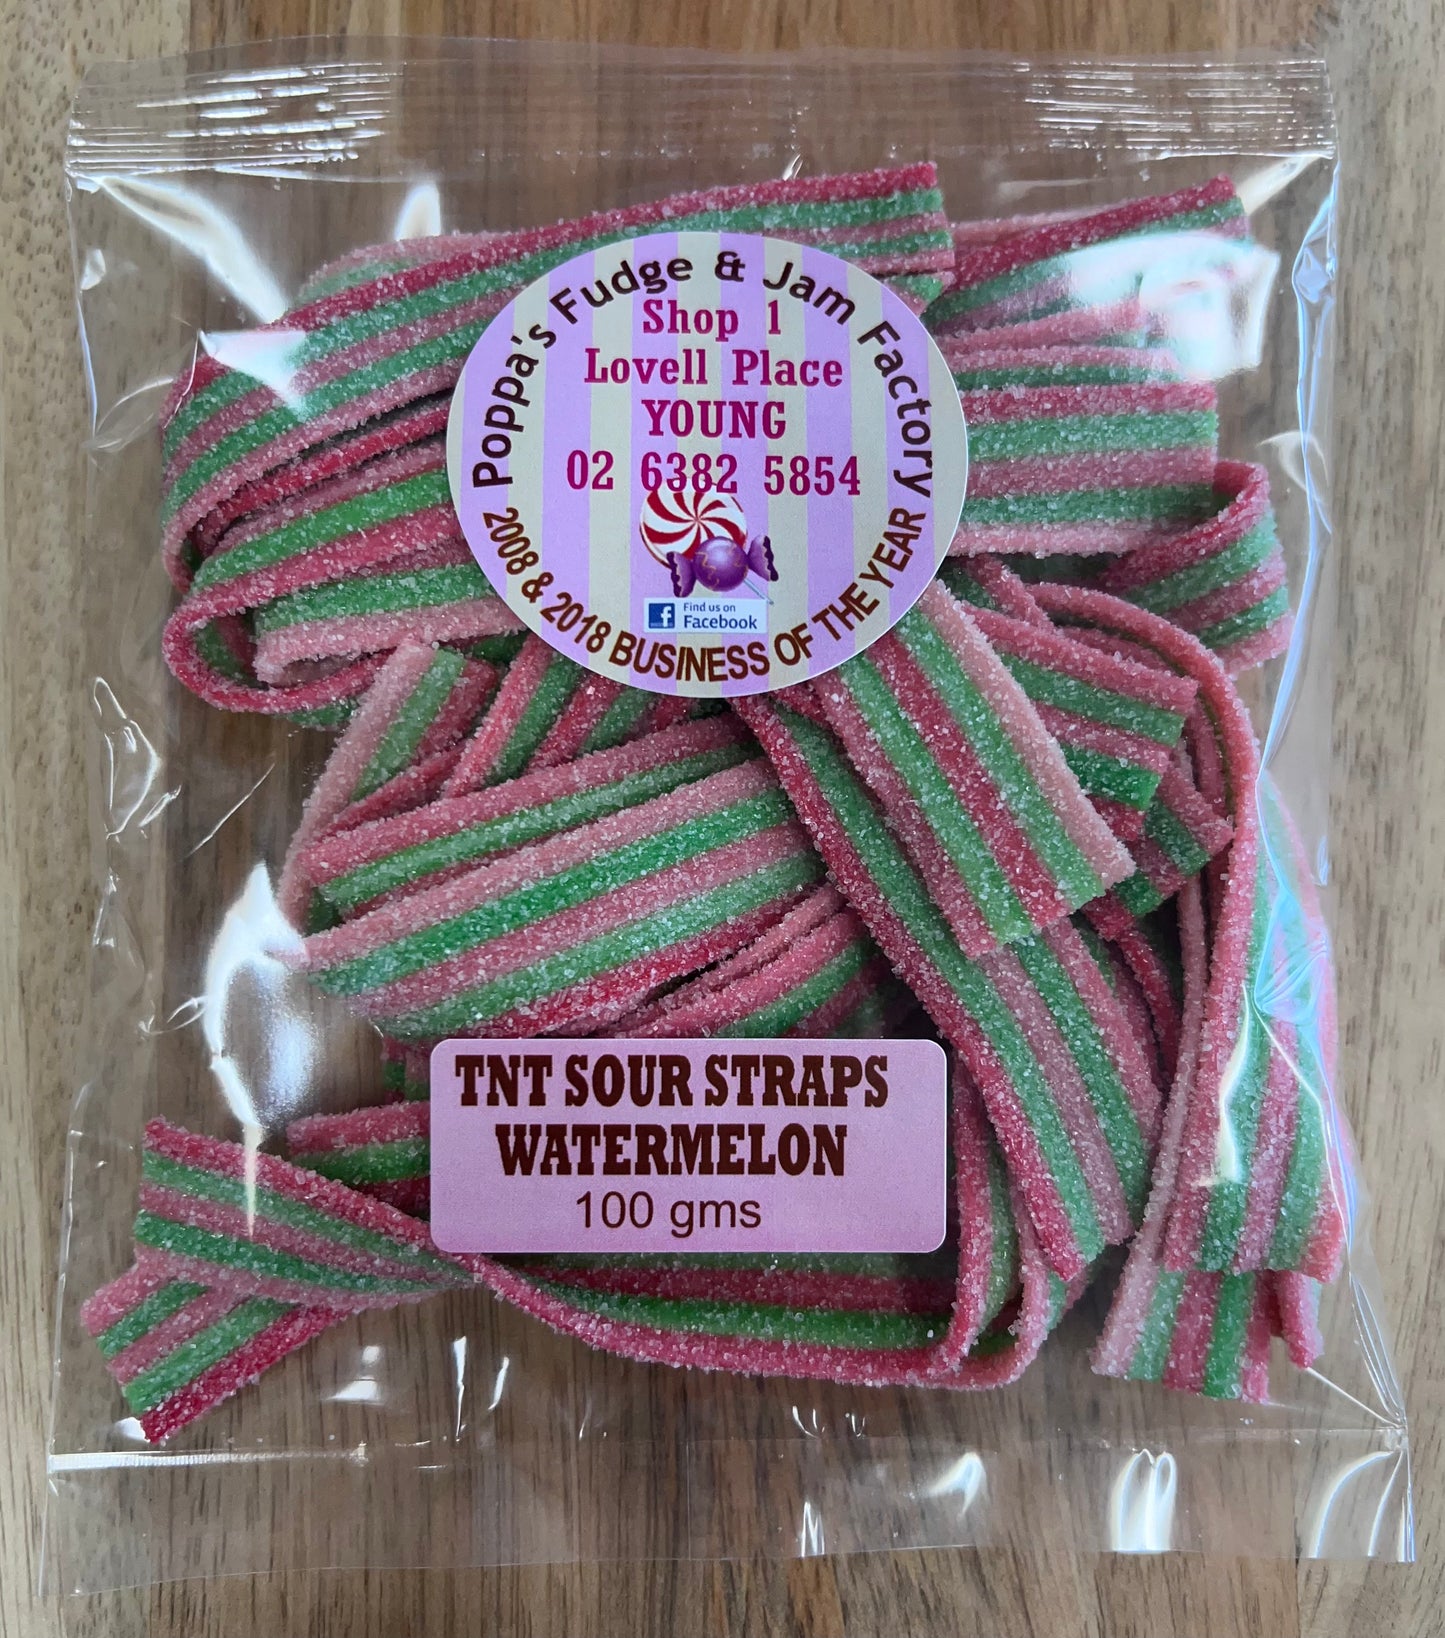 Poppa's Fudge & Jam Factory
Shop 1
Lovell Place
YOUNG
02 6382 5854
Find us on
Facebook
2008 & 2018 BUSINESS OF THE YEAR
TNT SOUR STRAPS
WATERMELON
100 gms